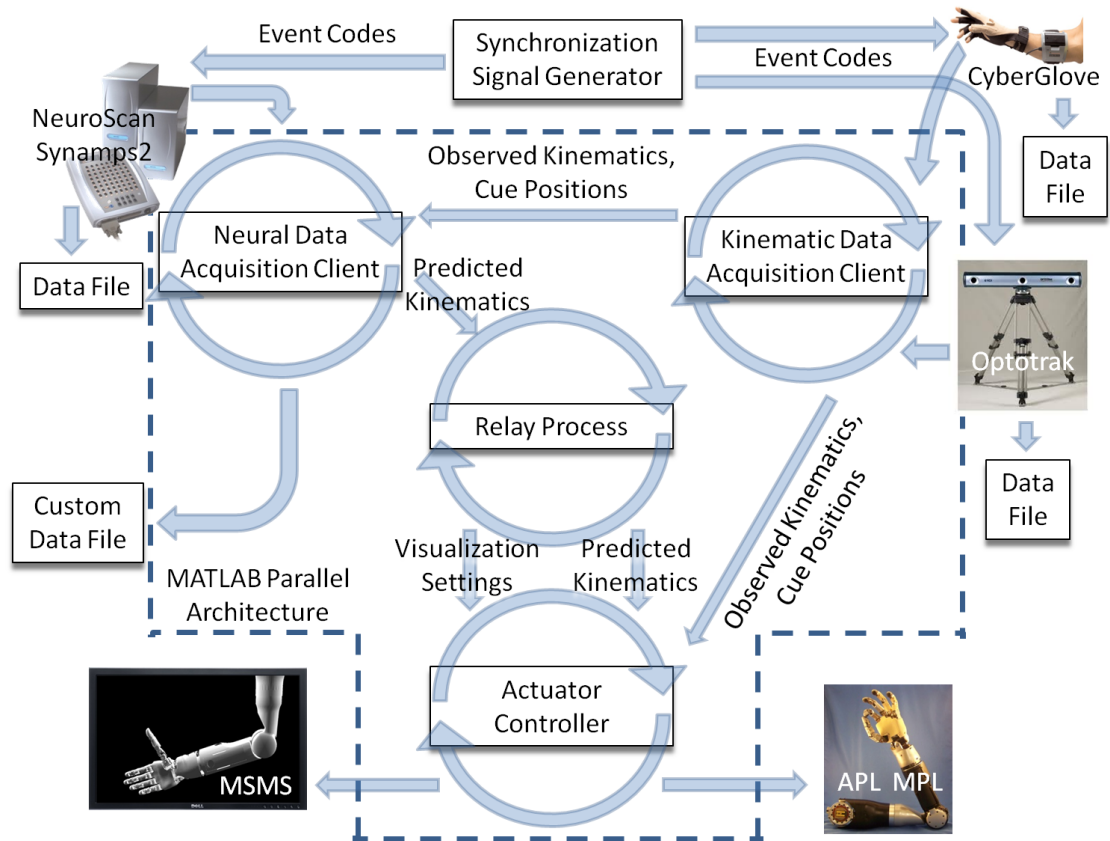 Event Codes
Synchronization
Signal Generator
Event Codes
CyberGlove
NeuroScan
Synamps2
Data
File
Observed Kinematics,
Cue Positions
Neural Data
Acquisition Client
Kinematic Data
Acquisition Client
Data File
Predicted
Kinematics
Optotrak
Relay Process
Data
File
Custom
Data File
Observed Kinematics,
Cue Positions
Visualization
Settings
Predicted
Kinematics
MATLAB Parallel
Architecture
Actuator
Controller
MSMS
DELL
APL MPL